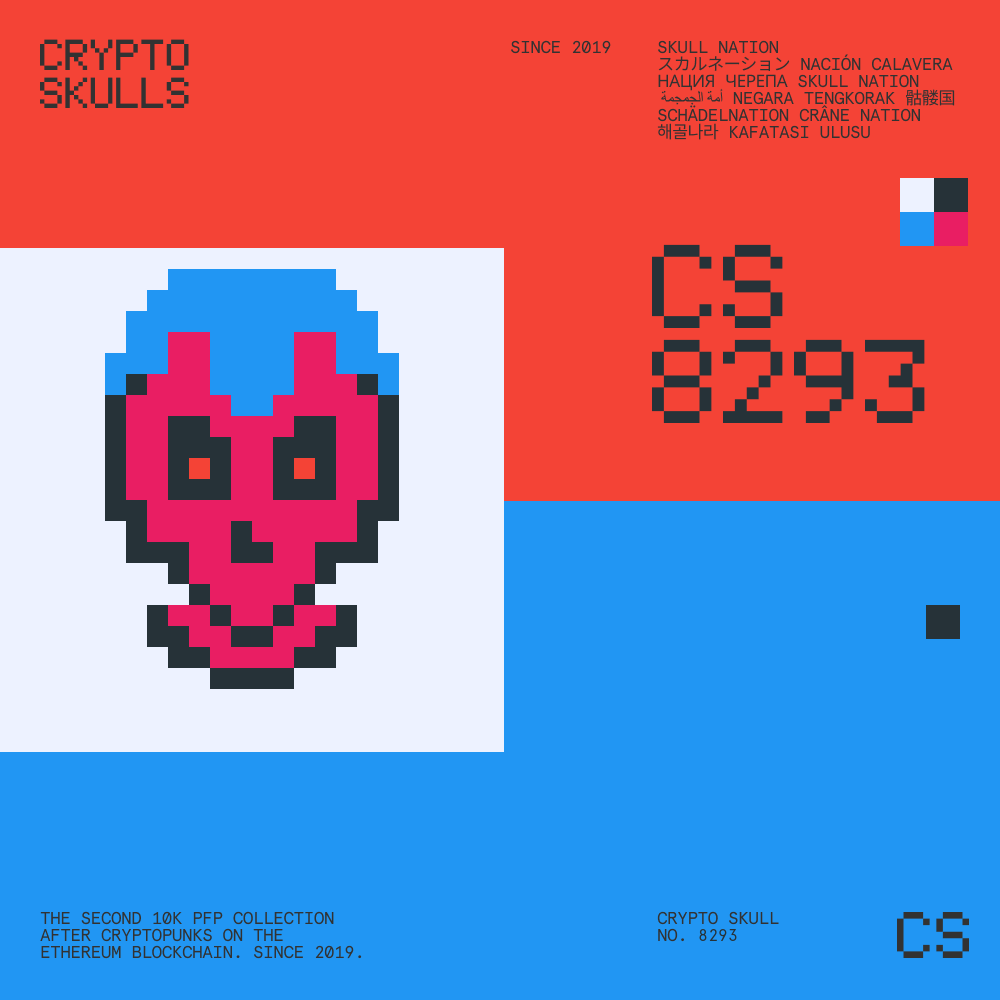 CRYPTO
SKULLS
SINCE 2019
SKULL NATION
スカルネーション NACIÓN CALAVERA
НАЦИЯ ЧЕРЕПА SKULL NATION
أمة الجمجمة NEGARA TENGKORAK 骷髅国
SCHÄDELNATION CRÂNE NATION
해골나라 KAFATASI ULUSU
CS
8293
THE SECOND 10K PFP COLLECTION
AFTER CRYPTOPUNKS ON THE
ETHEREUM BLOCKCHAIN. SINCE 2019.
CRYPTO SKULL
NO. 8293
CS